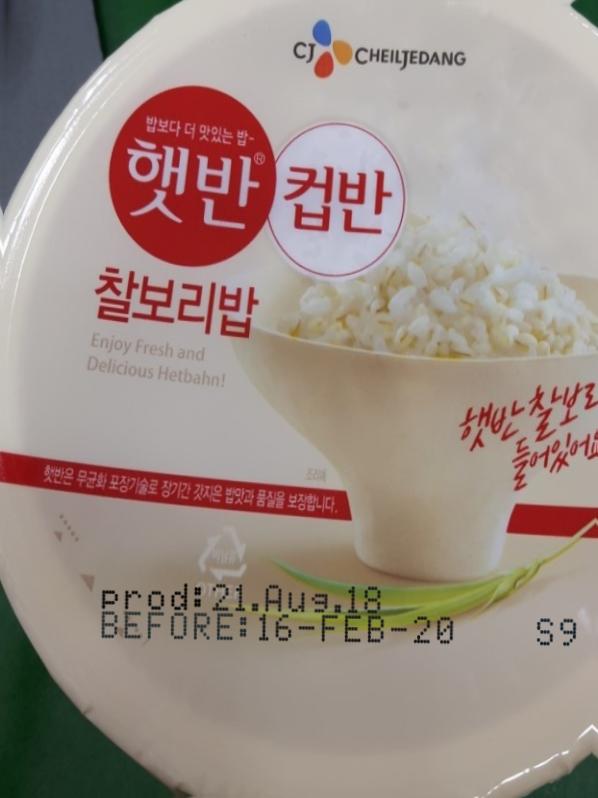 CJ CHEILJEDANG
밥보다 더 맛있는 밥-
햇반® 컵반
찰보리밥
Enjoy Fresh and
Delicious Hetbahn!
햇반 찰보리
들어있어요
조리예
햇반은 무균화 포장기술로 장기간 갓지은 밥맛과 품질을 보장합니다.
prod:21.Aug.18
BEFORE:16-FEB-20 S9